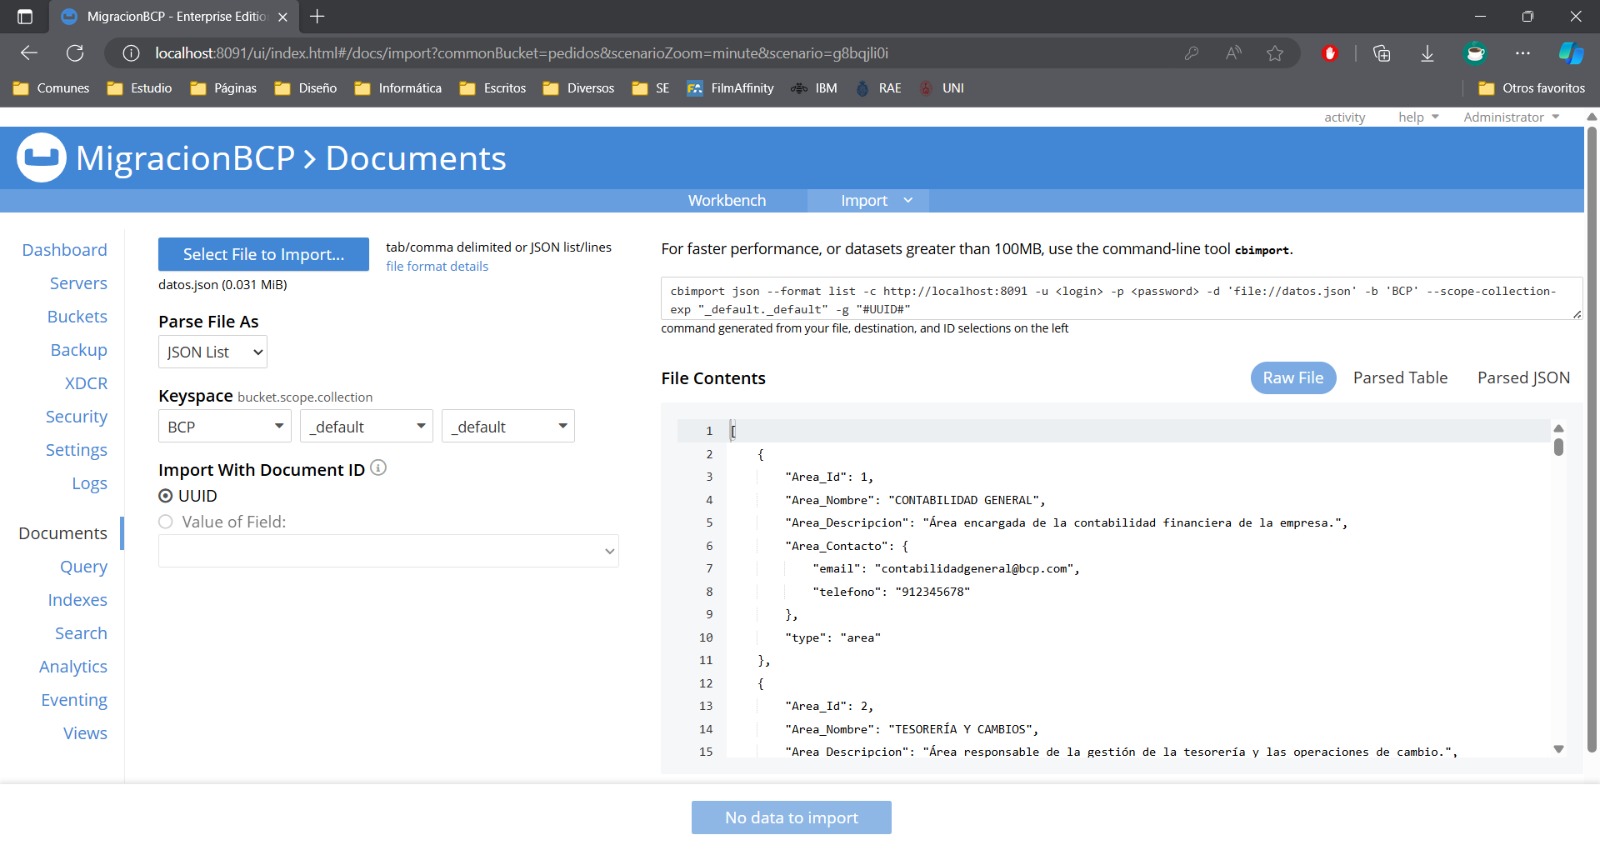 MigracionBCP - Enterprise Editio
localhost:8091/ui/index.html#/docs/import?commonBucket=pedidos&scenarioZoom=minute&scenario=g8bqjli0i
Comunes Estudio Páginas Diseño Informática Escritos Diversos SE FilmAffinity IBM RAE UNI Otros favoritos
activity help Administrator
MigracionBCP > Documents
Workbench Import
Dashboard
Servers
Buckets
Backup
XDCR
Security
Settings
Logs
Documents
Query
Indexes
Search
Analytics
Eventing
Views
Select File to Import...
tab/comma delimited or JSON list/lines
file format details
datos.json (0.031 MiB)
Parse File As
JSON List
Keyspace bucket.scope.collection
BCP _default _default
Import With Document ID
UUID
Value of Field:
For faster performance, or datasets greater than 100MB, use the command-line tool cbimport.
cbimport json --format list -c http://localhost:8091 -u <login> -p <password> -d 'file://datos.json' -b 'BCP' --scope-collection-
exp "_default._default" -g "#UUID#"
command generated from your file, destination, and ID selections on the left
File Contents Raw File Parsed Table Parsed JSON
1 [
2 {
3 "Area_Id": 1,
4 "Area_Nombre": "CONTABILIDAD GENERAL",
5 "Area_Descripcion": "Área encargada de la contabilidad financiera de la empresa.",
6 "Area_Contacto": {
7 "email": "contabilidadgeneral@bcp.com",
8 "telefono": "912345678"
9 },
10 "type": "area"
11 },
12 {
13 "Area_Id": 2,
14 "Area_Nombre": "TESORERÍA Y CAMBIOS",
15 "Area_Descripcion": "Área responsable de la gestión de la tesorería y las operaciones de cambio.",
No data to import